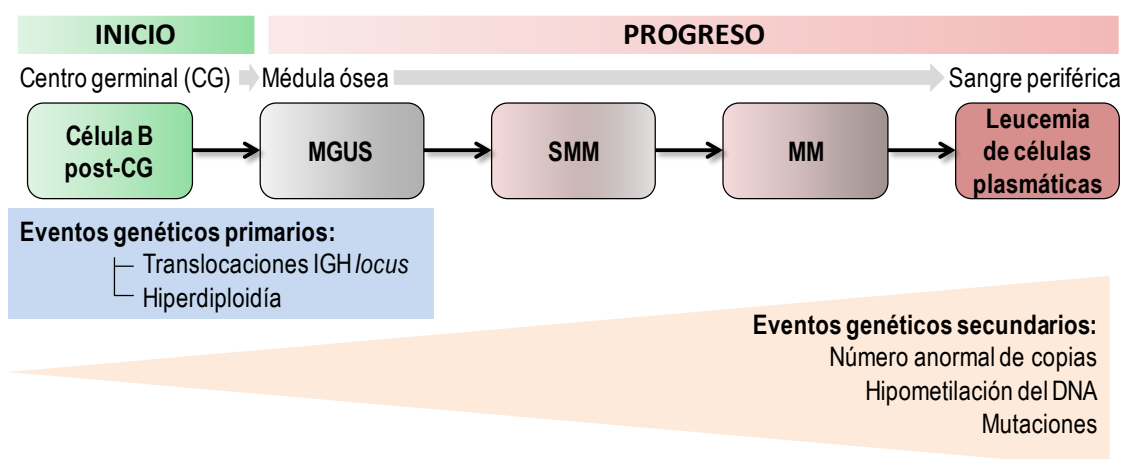 INICIO
PROGRESO
Centro germinal (CG)
Médula ósea
Sangre periférica
Célula B
post-CG
MGUS
SMM
MM
Leucemia
de células
plasmáticas
Eventos genéticos primarios:
Translocaciones IGH locus
Hiperdiploidía
Eventos genéticos secundarios:
Número anormal de copias
Hipometilación del DNA
Mutaciones